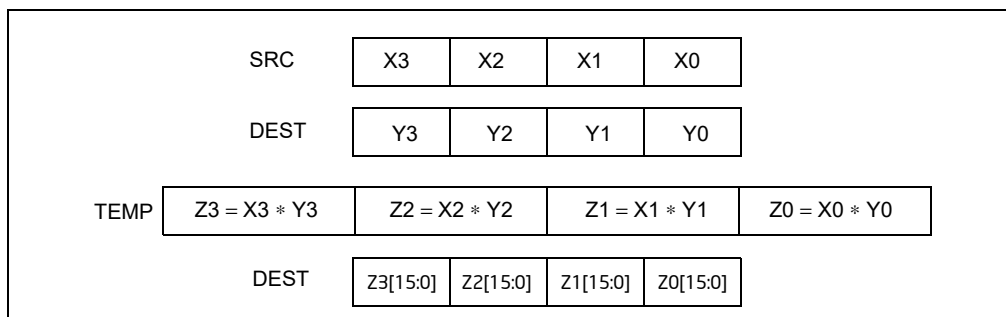 SRC X3 X2 X1 X0
DEST Y3 Y2 Y1 Y0
TEMP Z3 = X3 ∗ Y3 Z2 = X2 ∗ Y2 Z1 = X1 ∗ Y1 Z0 = X0 ∗ Y0
DEST Z3[15:0] Z2[15:0] Z1[15:0] Z0[15:0]